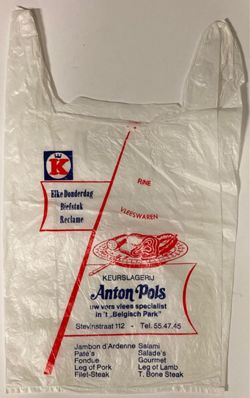 K
Elke Donderdag
Biefstuk
Reclame
FIJNE
VLEESWAREN
KEURSLAGERIJ
Anton Pols
uw vers vlees specialist
in 't „Belgisch Park"
Stevinstraat 112 - Tel. 55.47.45
Jambon d'Ardenne Salami
Paté's Salade's
Fondue Gourmet
Leg of Pork Leg of Lamb
Filet-Steak T. Bone Steak